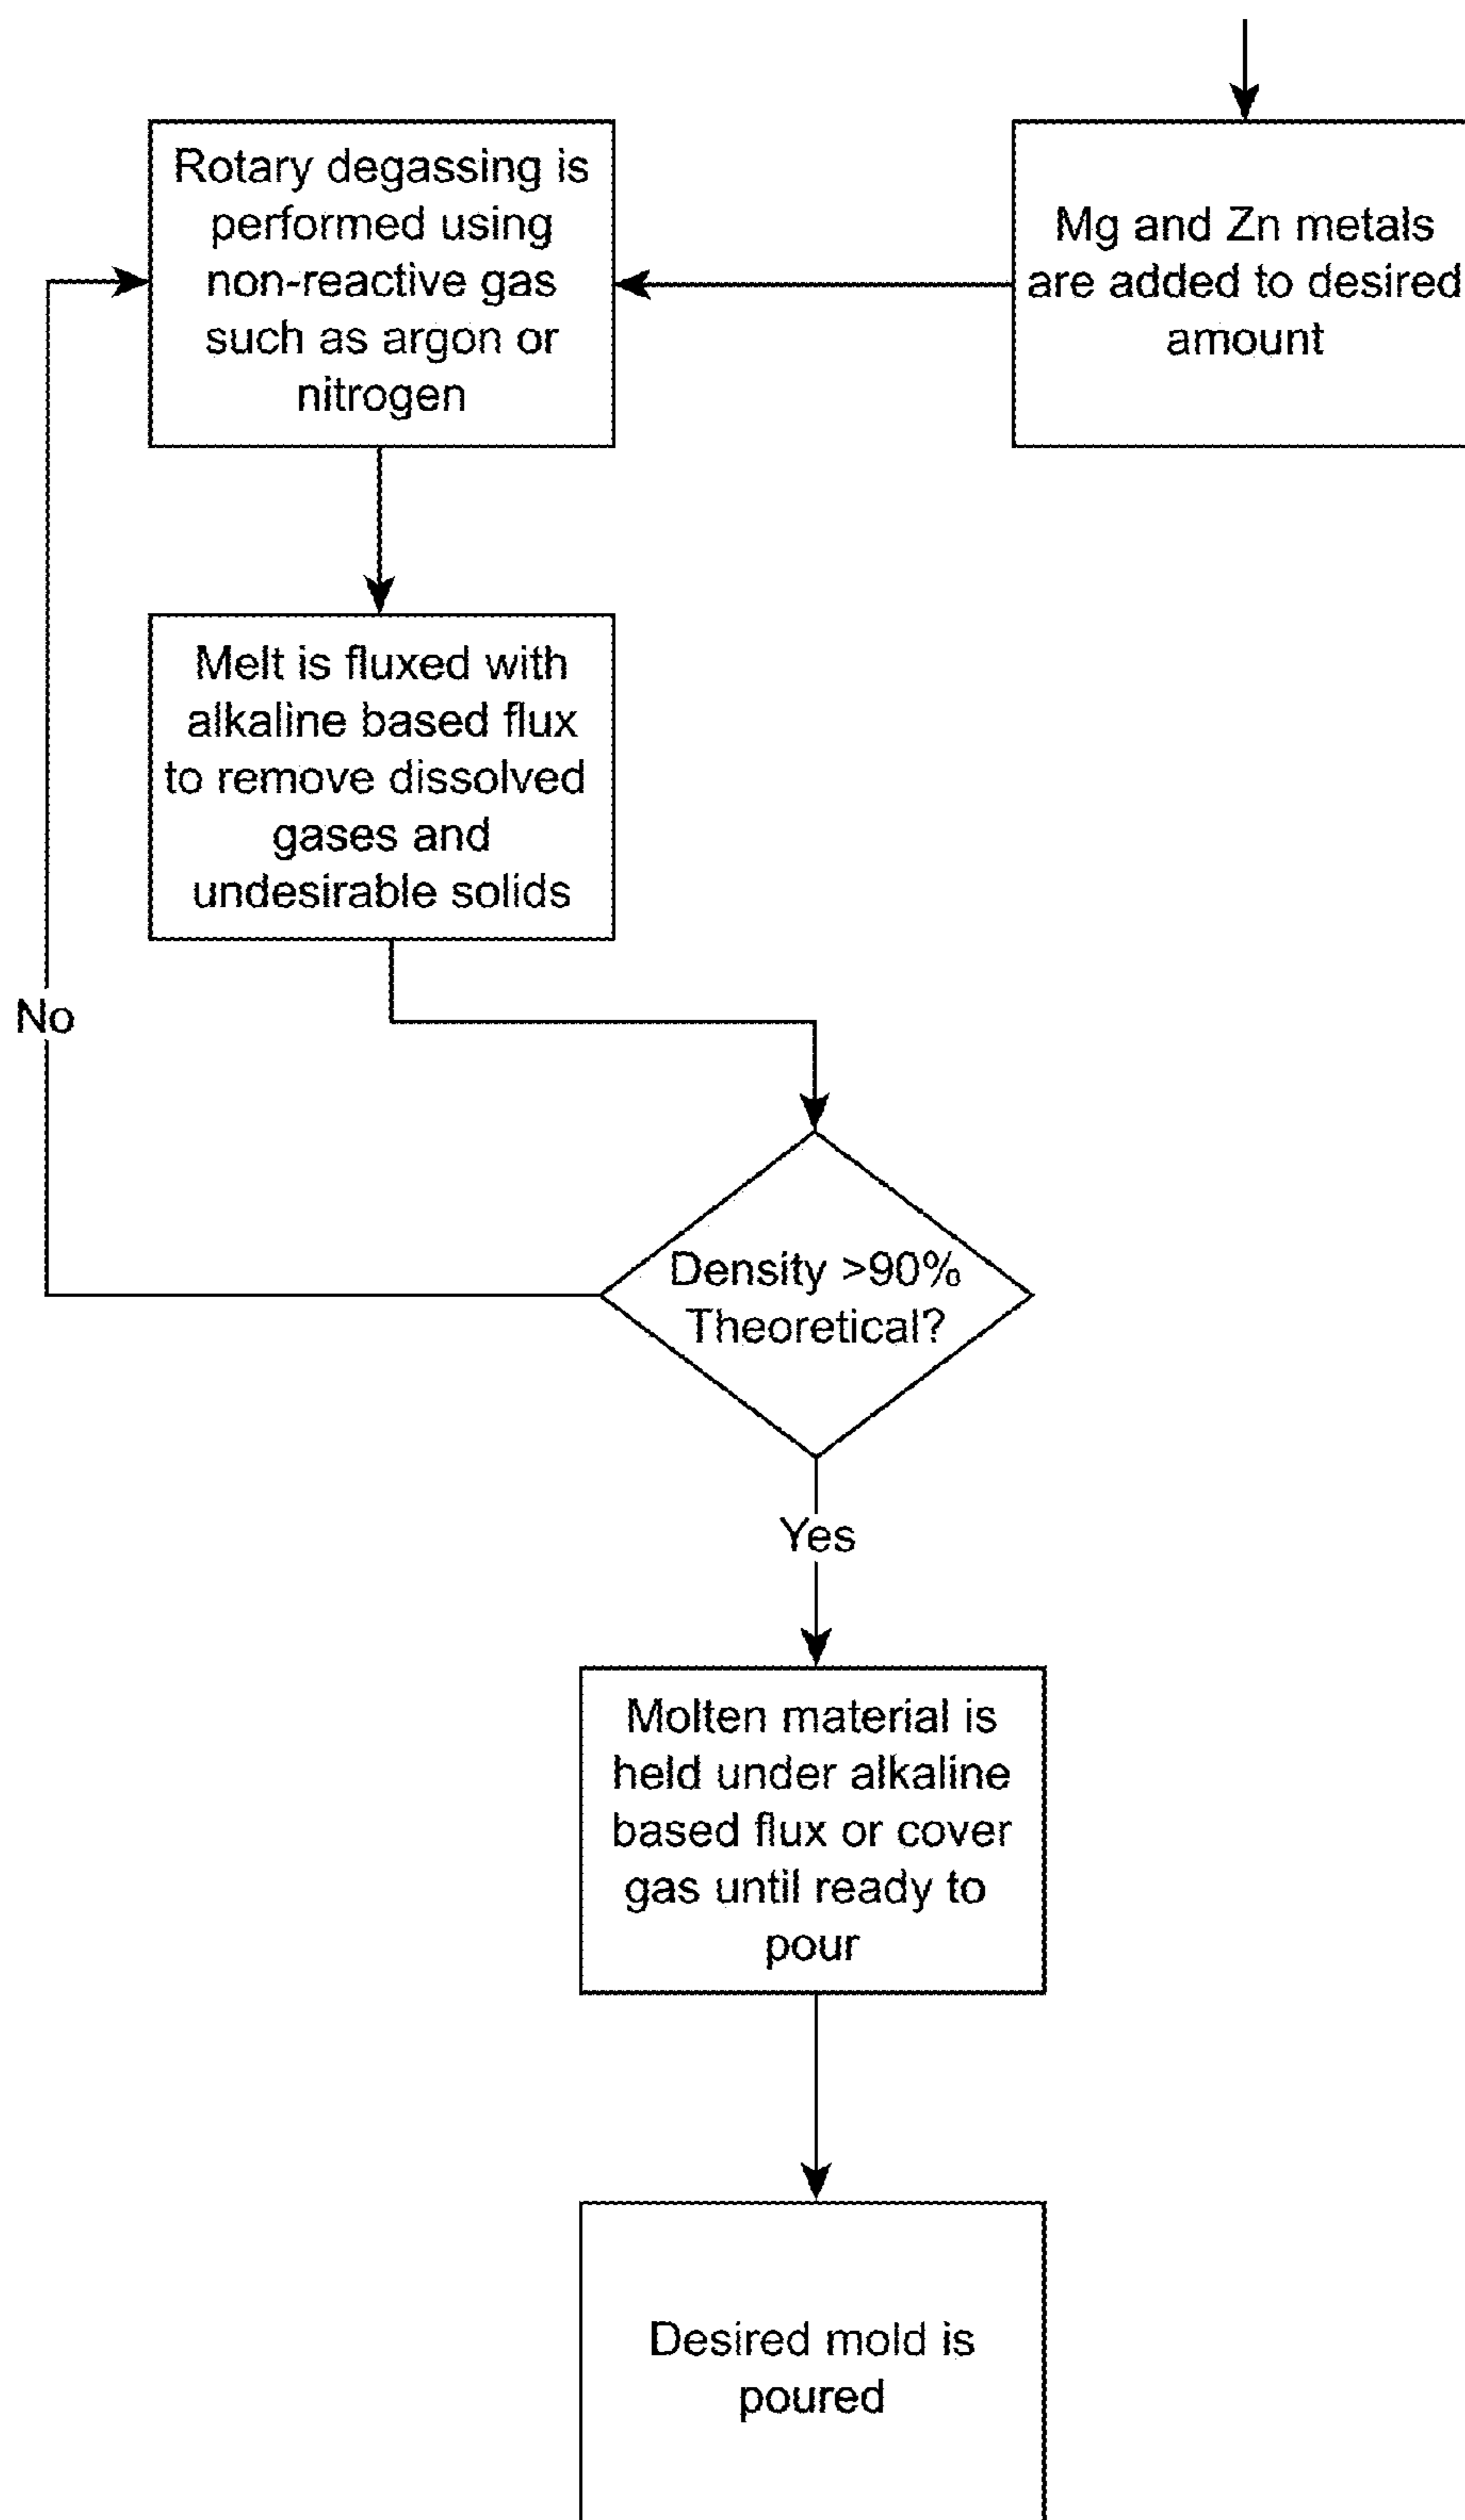 Rotary degassing is
performed using
non-reactive gas
such as argon or
nitrogen
Mg and Zn metals
are added to desired
amount
Melt is fluxed with
alkaline based flux
to remove dissolved
gases and
undesirable solids
No
Density >90%
Theoretical?
Yes
Molten material is
held under alkaline
based flux or cover
gas until ready to
pour
Desired mold is
poured